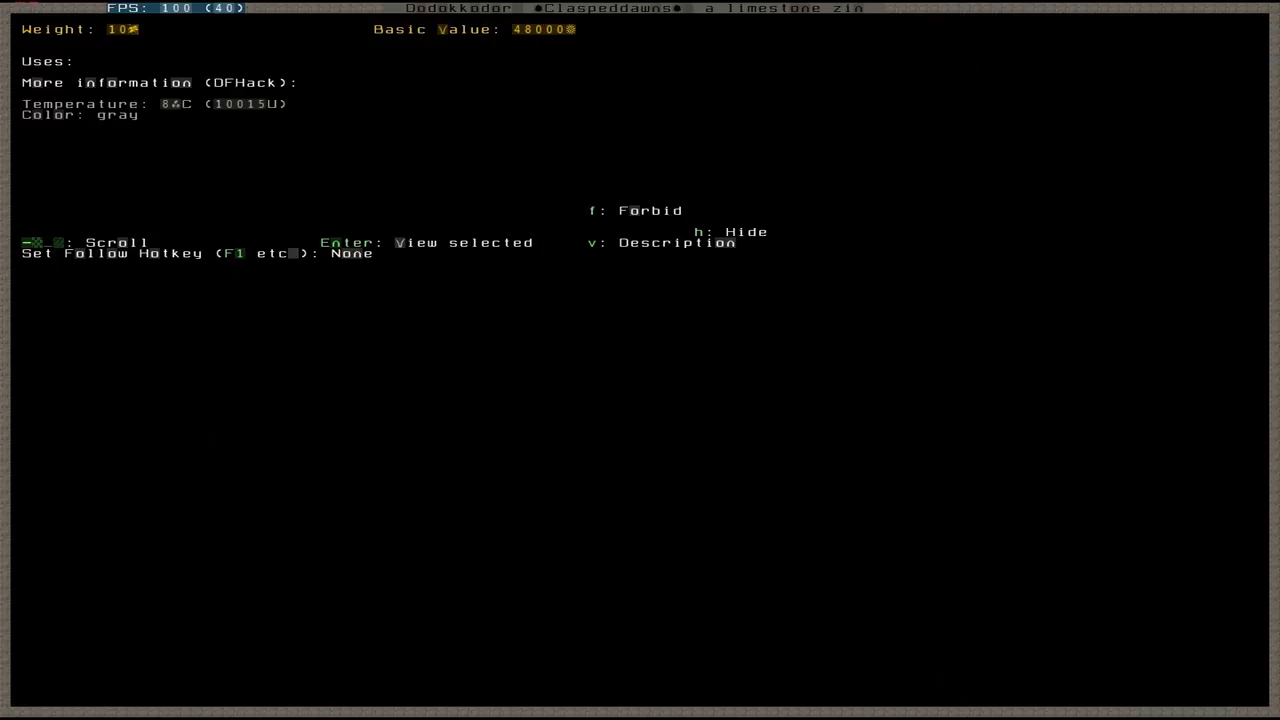 FPS: 100 (40) Dodokkodor ●Claspeddawns● a limestone zin
Weight: 10 Basic Value: 48000☼
Uses:
More information (DFHack):
Temperature: 8 C (10015U)
Color: gray
f: Forbid
h: Hide
: Scroll Enter: View selected v: Description
Set Follow Hotkey (F1 etc ): None